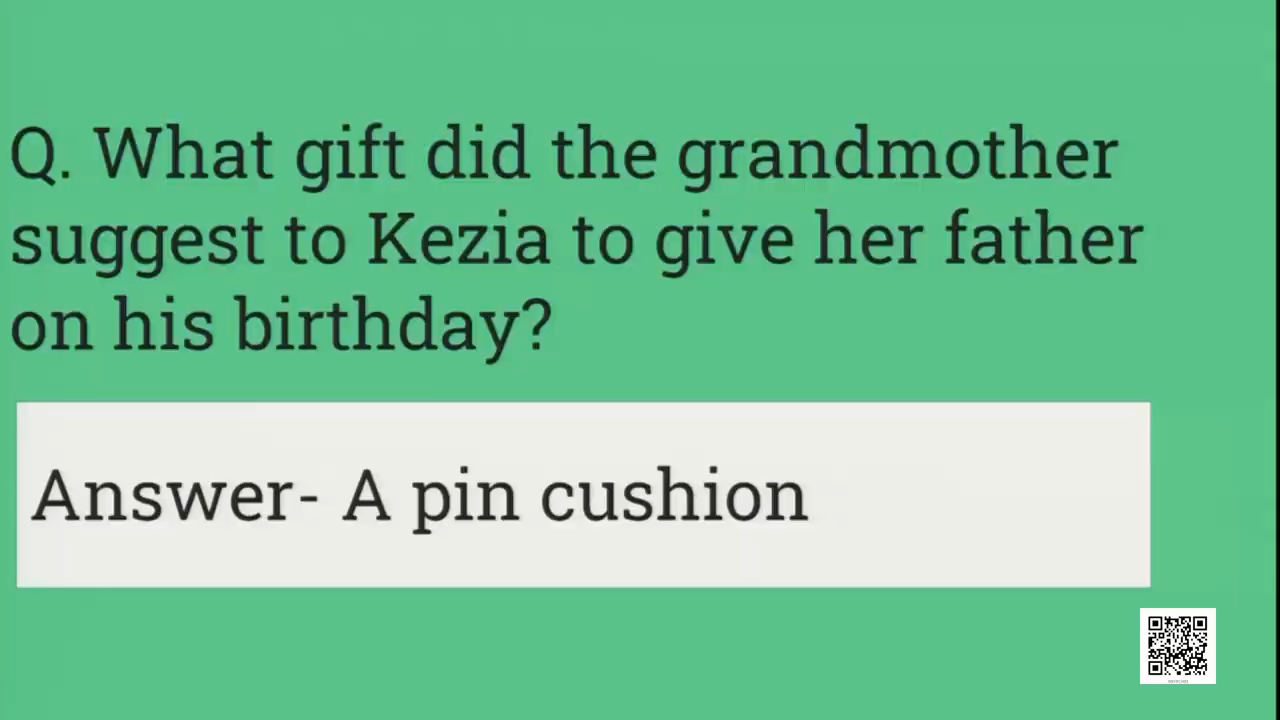 Q. What gift did the grandmother
suggest to Kezia to give her father
on his birthday?
Answer- A pin cushion